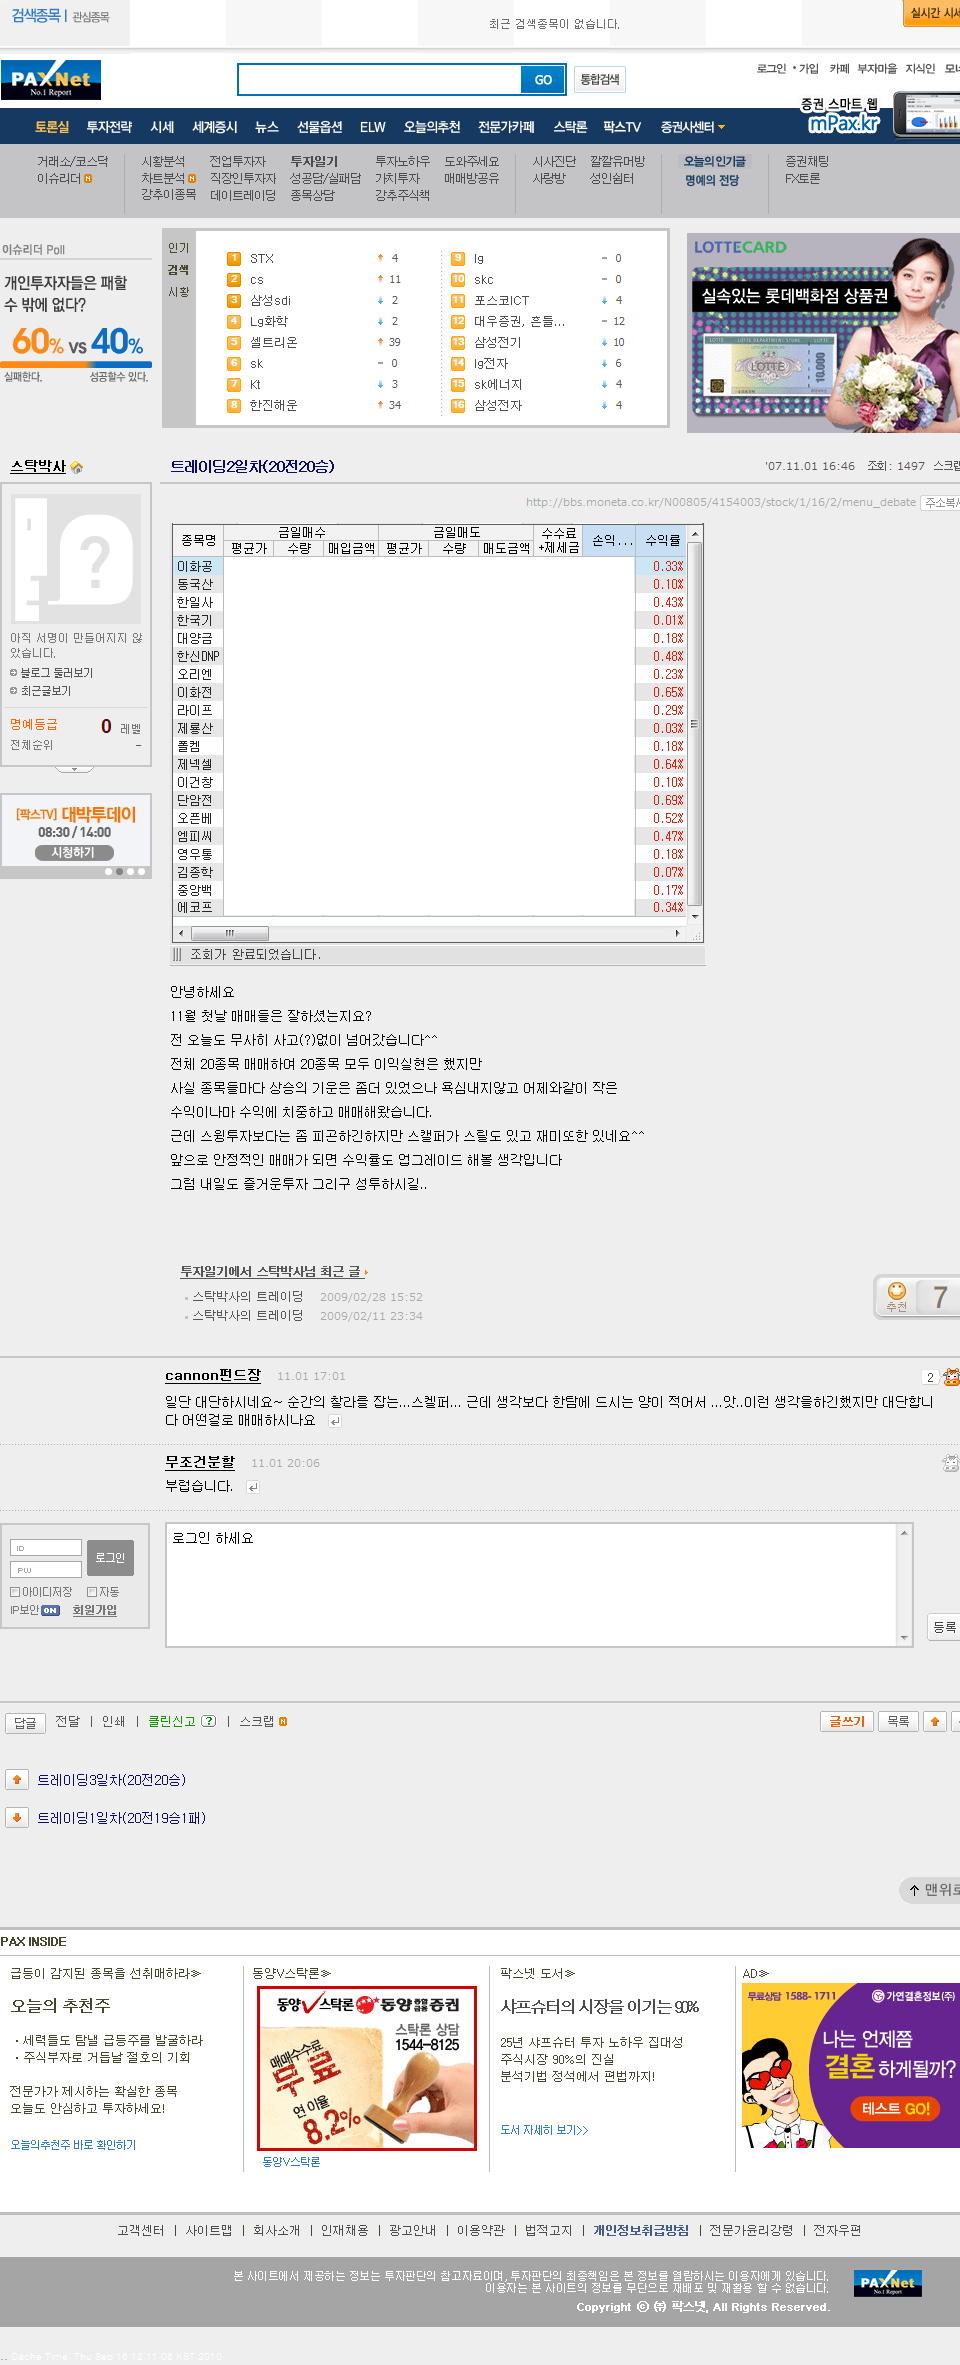 검색종목 | 관심종목
최근 검색종목이 없습니다.
실시간 시세
PAXNet
No.1 Report
GO
통합검색
로그인 • 가입 카페 부자마을 지식인 모네
증권 스마트 웹
mPax.kr
토론실 투자전략 시세 세계증시 뉴스 선물옵션 ELW 오늘의추천 전문가카페 스탁론 팍스TV 증권사센터
거래소/코스닥 시황분석 전업투자자 투자일기 투자노하우 도와주세요 시사진단 깔깔유머방 오늘의 인기글 증권채팅
이슈리더 N 차트분석 N 직장인투자자 성공담/실패담 가치투자 매매방공유 사랑방 성인쉼터 명예의 전당 FX토론
강추이종목 데이트레이딩 종목상담 강추주식책
이슈리더 Poll
개인투자자들은 패할
수 밖에 없다?
60% VS 40%
실패한다. 성공할수 있다.
인기
검색
시황
1 STX 4
2 cs 11
3 삼성sdi 2
4 Lg화학 2
5 셀트리온 39
6 sk 0
7 Kt 3
8 한진해운 34
9 lg 0
10 skc 0
11 포스코ICT 4
12 대우증권, 흔들... 12
13 삼성전기 10
14 lg전자 6
15 sk에너지 4
16 삼성전자 4
LOTTECARD
실속있는 롯데백화점 상품권
LOTTE
10.000
스탁박사
아직 서명이 만들어지지 않
았습니다.
블로그 둘러보기
최근글보기
명예등급 0 레벨
전체순위 -
[팍스TV] 대박투데이
08:30 / 14:00
시청하기
트레이딩2일차(20전20승)
'07.11.01 16:46 조회: 1497 스크랩
http://bbs.moneta.co.kr/N00805/4154003/stock/1/16/2/menu_debate 주소복사
종목명 금일매수 금일매도 수수료 손익... 수익률
평균가 수량 매입금액 평균가 수량 매도금액 +제세금
이화공 0.33%
동국산 0.10%
한일사 0.43%
한국기 0.01%
대양금 0.18%
한신DNP 0.48%
오리엔 0.23%
이화전 0.65%
라이프 0.29%
제룡산 0.03%
폴켐 0.18%
제넥셀 0.64%
이건창 0.10%
단암전 0.69%
오픈베 0.52%
엠피씨 0.47%
영우통 0.18%
김종학 0.07%
중앙백 0.17%
에코프 0.34%
조회가 완료되었습니다.
안녕하세요
11월 첫날 매매들은 잘하셨는지요?
전 오늘도 무사히 사고(?)없이 넘어갔습니다^^
전체 20종목 매매하여 20종목 모두 이익실현은 했지만
사실 종목들마다 상승의 기운은 좀더 있었으나 욕심내지않고 어제와같이 작은
수익이나마 수익에 치중하고 매매해왔습니다.
근데 스윙투자보다는 좀 피곤하긴하지만 스캘퍼가 스릴도 있고 재미또한 있네요^^
앞으로 안정적인 매매가 되면 수익률도 업그레이드 해볼 생각입니다
그럼 내일도 즐거운투자 그리구 성투하시길..
투자일기에서 스탁박사님 최근 글
스탁박사의 트레이딩 2009/02/28 15:52
스탁박사의 트레이딩 2009/02/11 23:34
추천 7
cannon펀드장 11.01 17:01
2
일단 대단하시네요~ 순간의 찰라를 잡는...스켈퍼... 근데 생각보다 한탐에 드시는 양이 적어서 ...앗..이런 생각을하긴했지만 대단합니
다 어떤걸로 매매하시나요
무조건분할 11.01 20:06
부럽습니다.
ID
PW
로그인
아이디저장 자동
IP보안 ON 회원가입
로그인 하세요
등록
답글 전달 | 인쇄 | 클린신고 ? | 스크랩 N
글쓰기 목록
트레이딩3일차(20전20승)
트레이딩1일차(20전19승1패)
맨위로
PAX INSIDE
급등이 감지된 종목을 선취매하라≫
오늘의 추천주
· 세력들도 탐낼 급등주를 발굴하라
· 주식부자로 거듭날 절호의 기회
전문가가 제시하는 확실한 종목
오늘도 안심하고 투자하세요!
오늘의추천주 바로 확인하기
동양V스탁론≫
동양V스탁론 동양종합금융증권
스탁론 상담
1544-8125
매매수수료
무료
연 이율
8.2%
동양V스탁론
팍스넷 도서≫
샤프슈터의 시장을 이기는 90%
25년 샤프슈터 투자 노하우 집대성
주식시장 90%의 진실
분석기법 정석에서 편법까지!
도서 자세히 보기>>
AD≫
무료상담 1588-1711 가연결혼정보(주)
나는 언제쯤
결혼하게될까?
테스트 GO!
고객센터 | 사이트맵 | 회사소개 | 인재채용 | 광고안내 | 이용약관 | 법적고지 | 개인정보취급방침 | 전문가윤리강령 | 전자우편
본 사이트에서 제공하는 정보는 투자판단의 참고자료이며, 투자판단의 최종책임은 본 정보를 열람하시는 이용자에게 있습니다.
이용자는 본 사이트의 정보를 무단으로 재배포 및 재활용 할 수 없습니다.
Copyright ⓒ ㈜ 팍스넷, All Rights Reserved.
PAXNet
No.1 Report